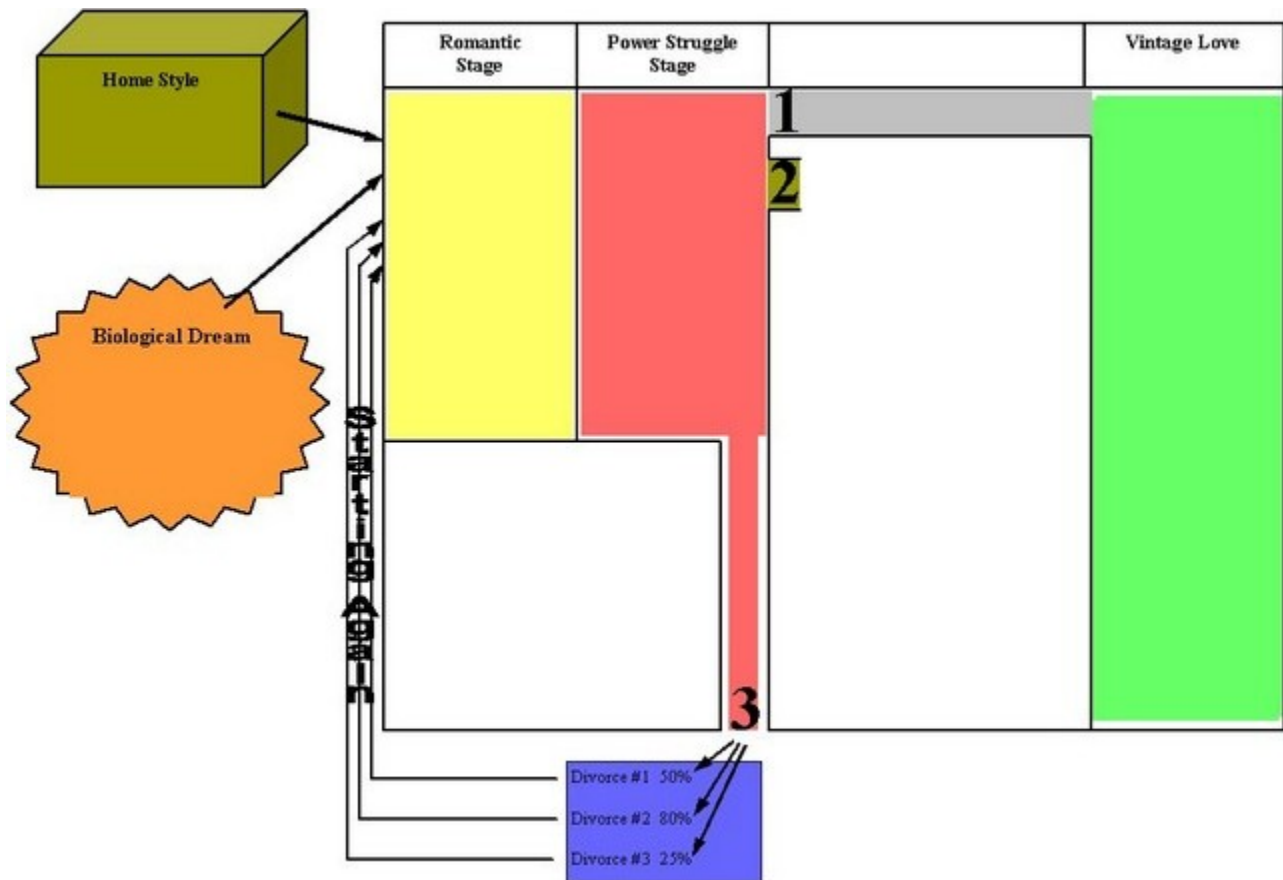 Home Style
Romantic
Stage
Power Struggle
Stage
Vintage Love
1
2
Biological Dream
Starting Again
3
Divorce #1 50%
Divorce #2 80%
Divorce #3 25%